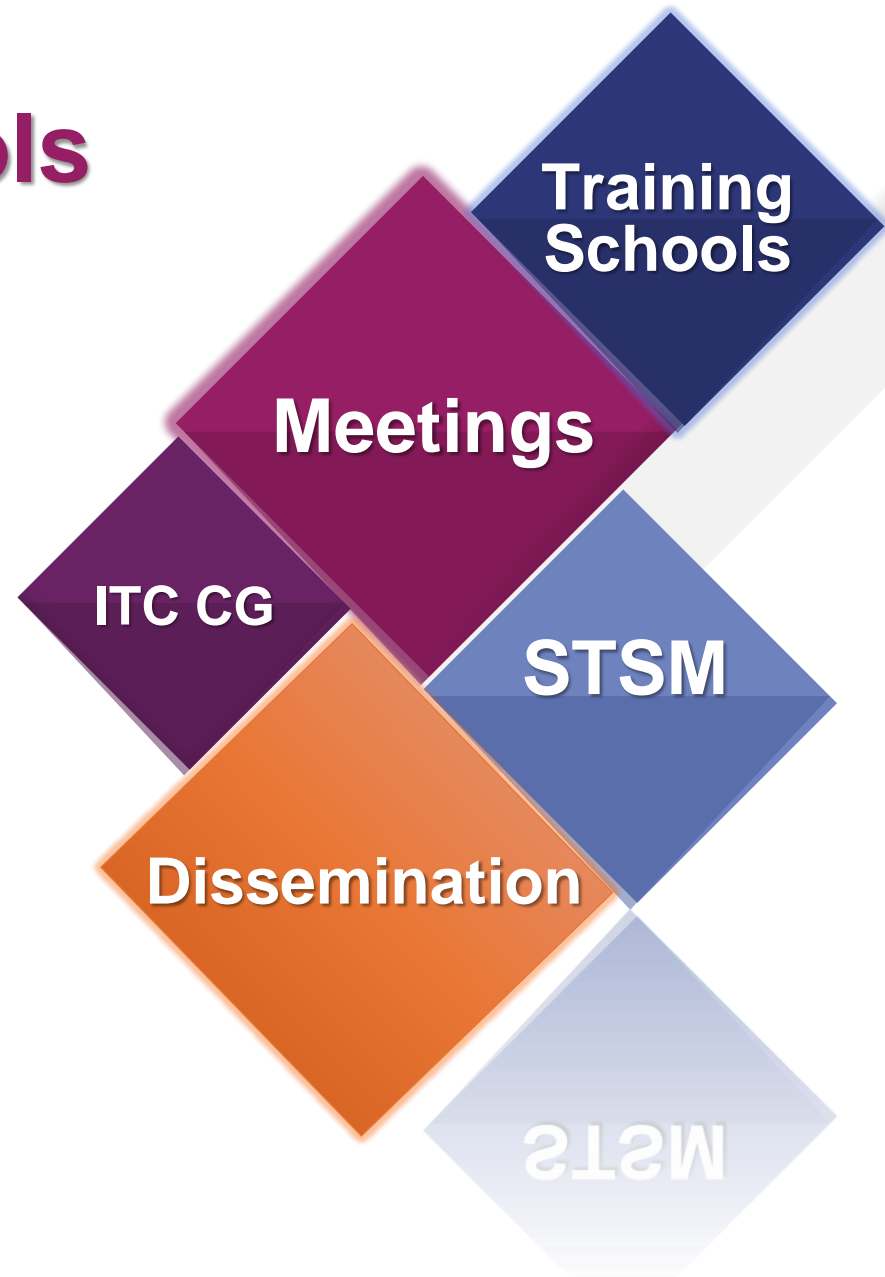 ols
Training
Schools
Meetings
ITC CG
STSM
Dissemination
STSM